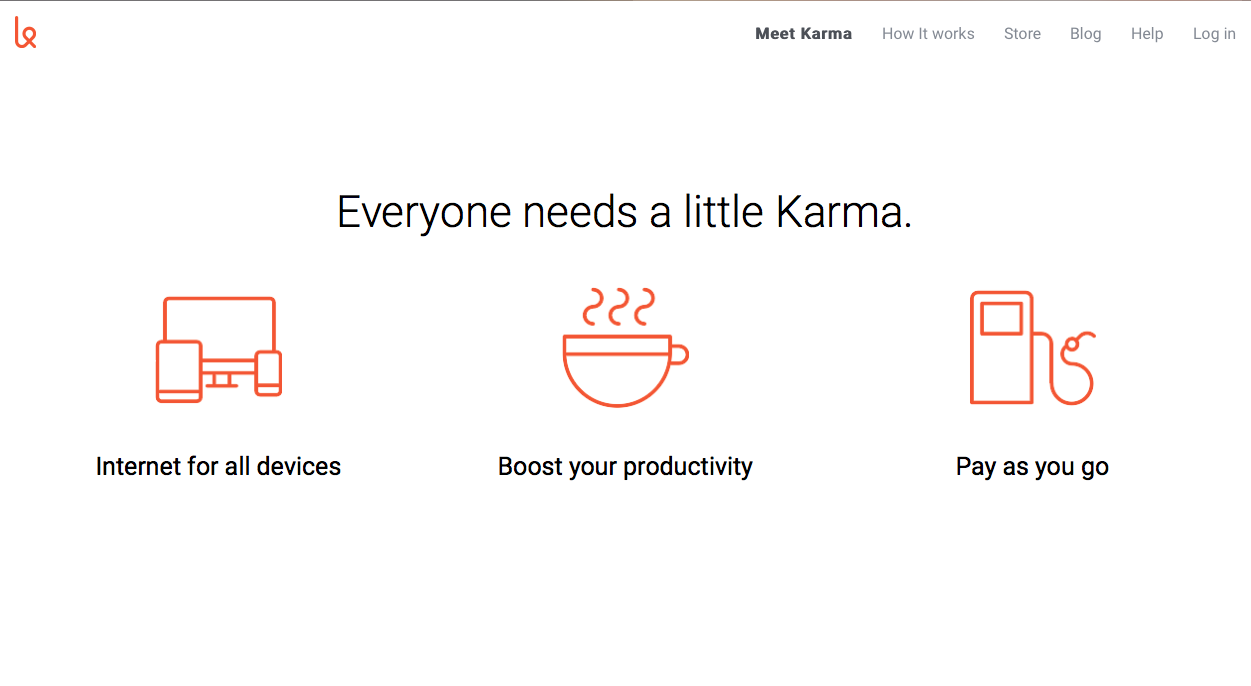 Meet Karma How It works Store Blog Help Log in
Everyone needs a little Karma.
Internet for all devices
Boost your productivity
Pay as you go